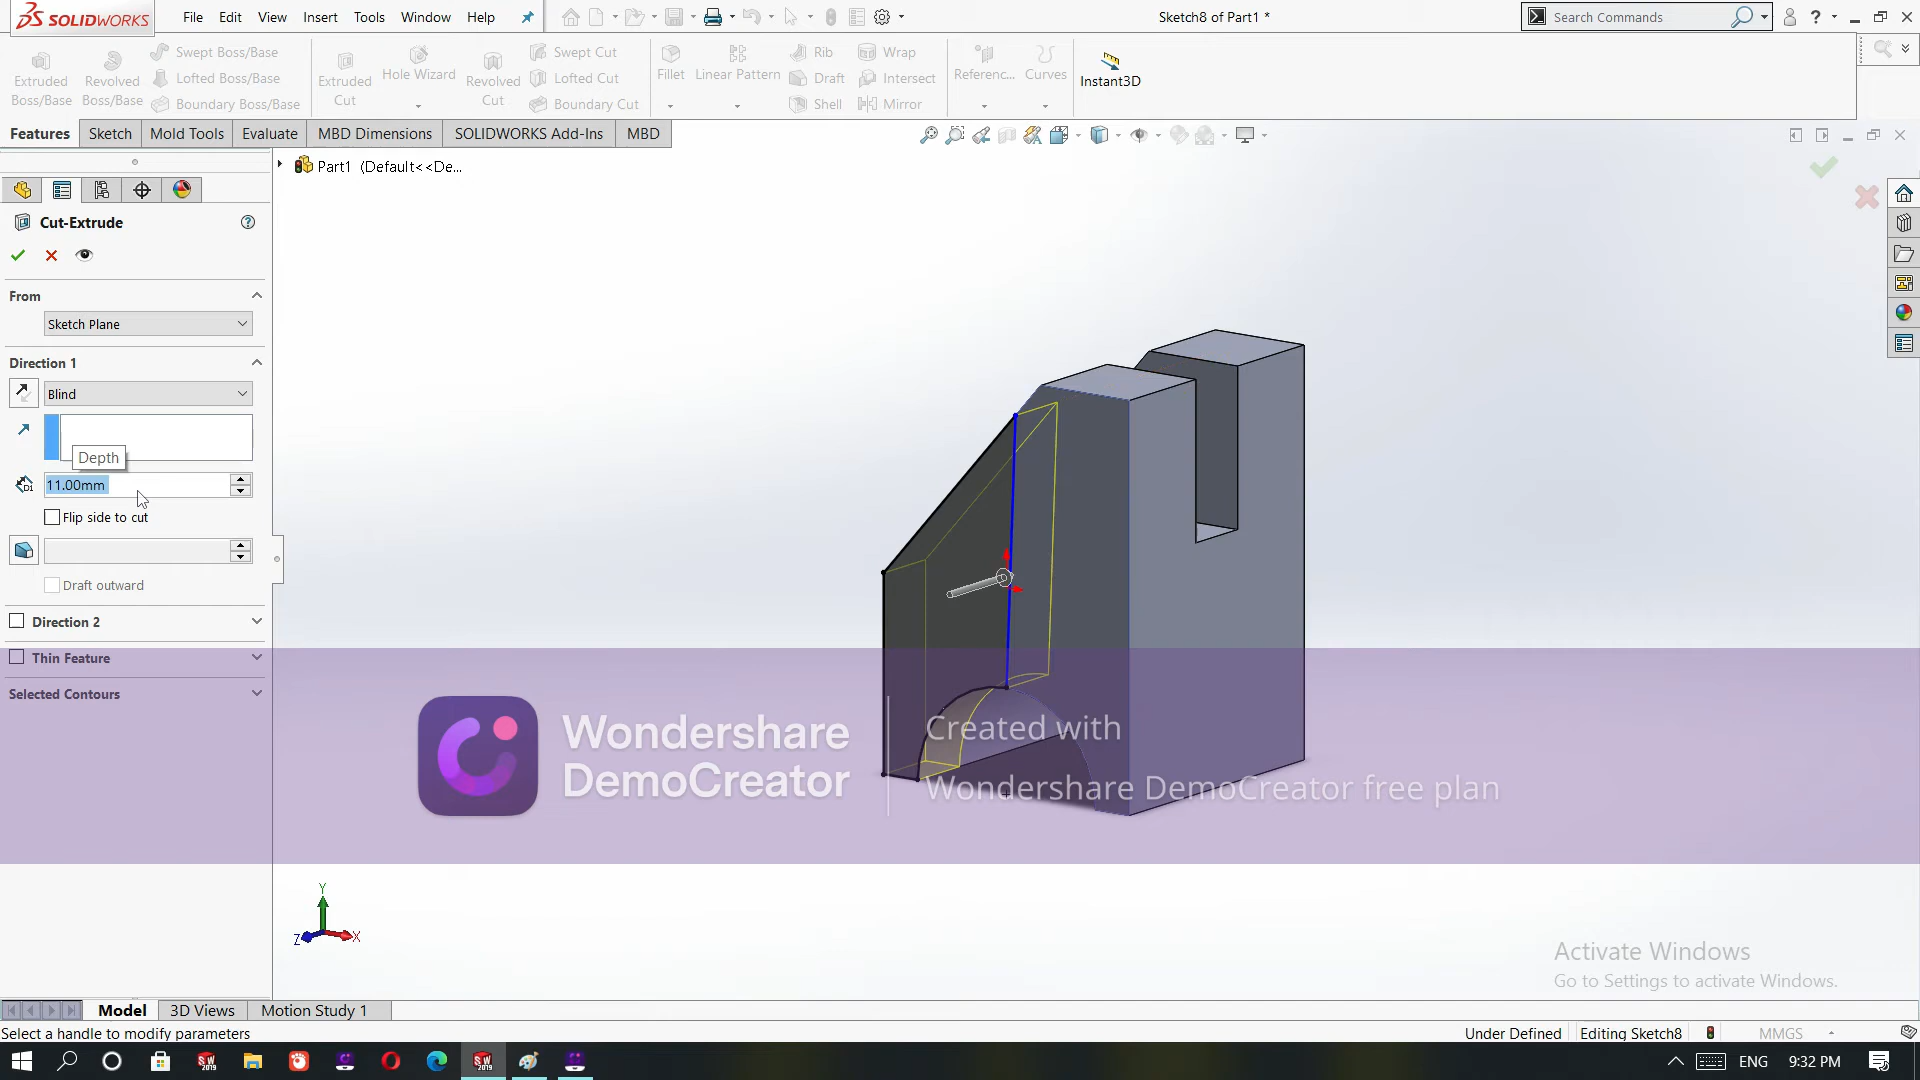 SOLIDWORKS
File Edit View Insert Tools Window Help
Sketch8 of Part1 *
Search Commands
Extruded Boss/Base
Revolved Boss/Base
Swept Boss/Base
Lofted Boss/Base
Boundary Boss/Base
Extruded Cut
Hole Wizard
Revolved Cut
Swept Cut
Lofted Cut
Boundary Cut
Fillet
Linear Pattern
Rib
Draft
Shell
Wrap
Intersect
Mirror
Referenc...
Curves
Instant3D
Features Sketch Mold Tools Evaluate MBD Dimensions SOLIDWORKS Add-Ins MBD
Part1 (Default<<De...
Cut-Extrude
From
Sketch Plane
Direction 1
Blind
Depth
11.00mm
Flip side to cut
Draft outward
Direction 2
Thin Feature
Selected Contours
Wondershare
DemoCreator
Created with
Wondershare DemoCreator free plan
Y
Z
X
Activate Windows
Go to Settings to activate Windows.
Model 3D Views Motion Study 1
Select a handle to modify parameters
Under Defined Editing Sketch8 MMGS
ENG 9:32 PM